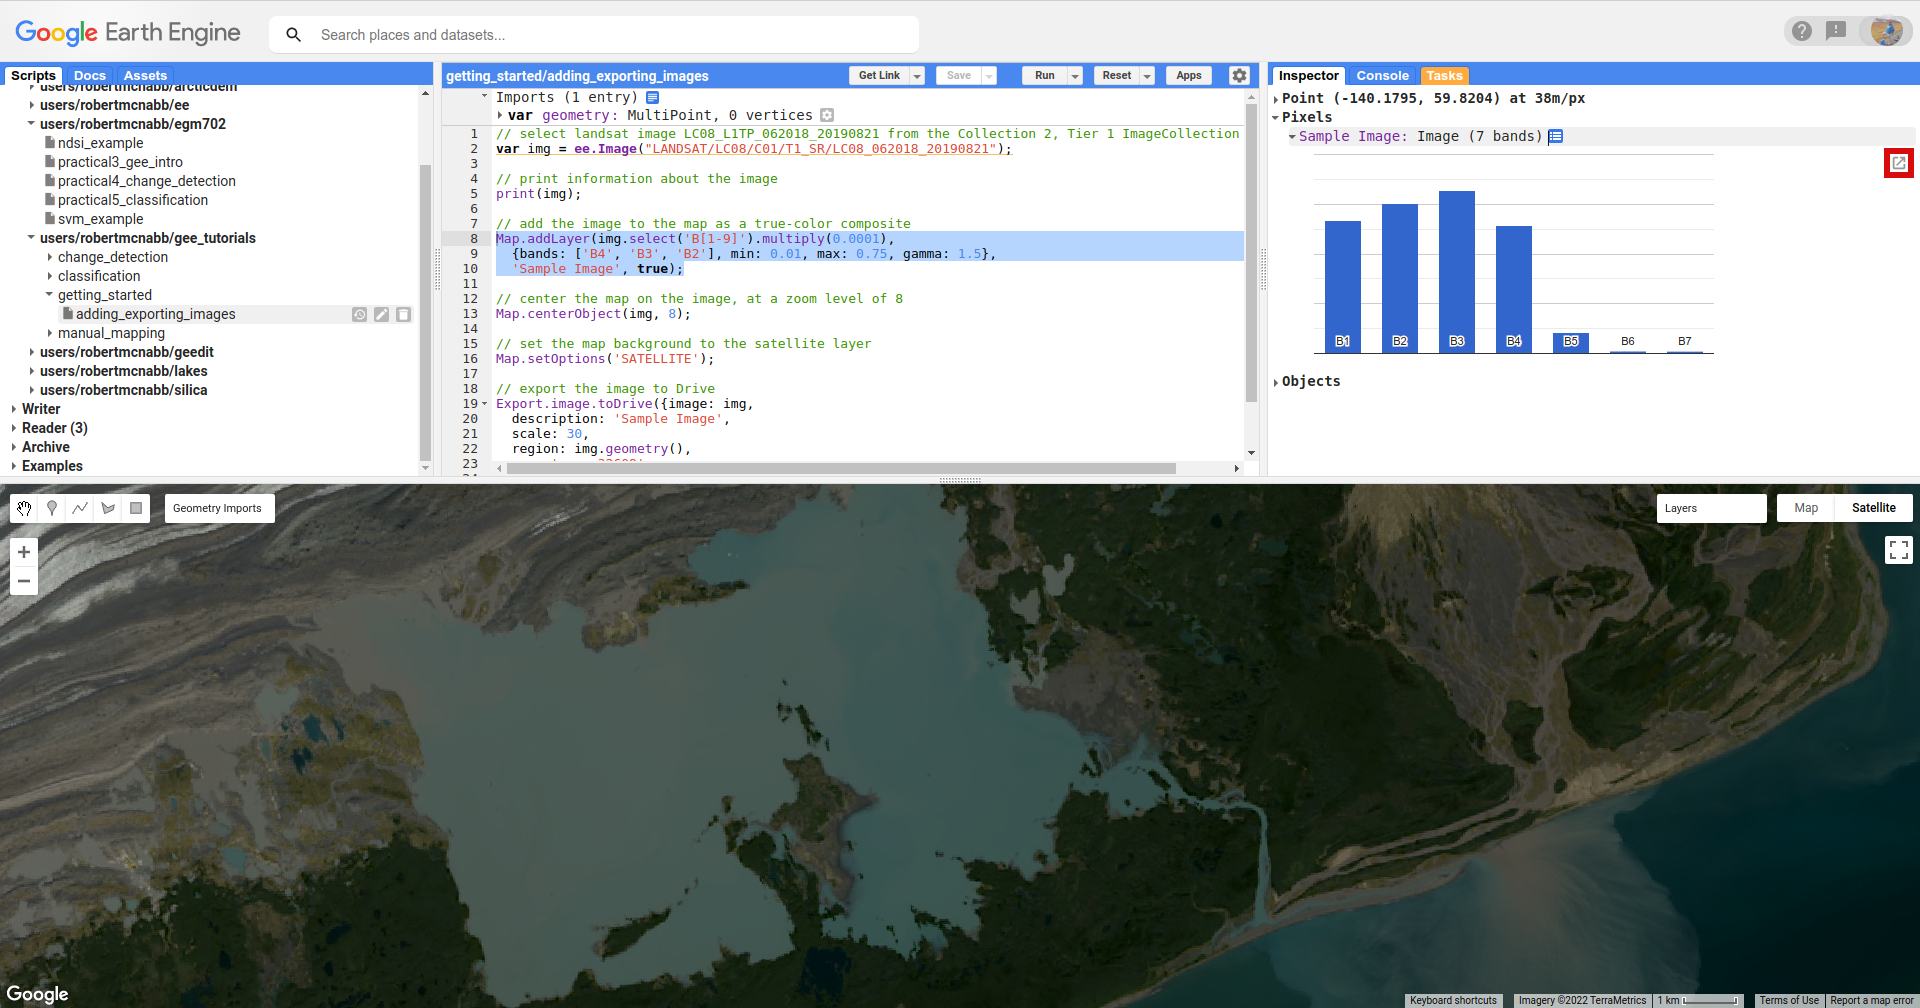 Google Earth Engine
Search places and datasets...
Scripts Docs Assets
users/robertmcnabb/arcticdem
users/robertmcnabb/ee
users/robertmcnabb/egm702
ndsi_example
practical3_gee_intro
practical4_change_detection
practical5_classification
svm_example
users/robertmcnabb/gee_tutorials
change_detection
classification
getting_started
adding_exporting_images
manual_mapping
users/robertmcnabb/geedit
users/robertmcnabb/lakes
users/robertmcnabb/silica
Writer
Reader (3)
Archive
Examples
getting_started/adding_exporting_images
Get Link Save Run Reset Apps
Imports (1 entry)
var geometry: MultiPoint, 0 vertices
1 // select landsat image LC08_L1TP_062018_20190821 from the Collection 2, Tier 1 ImageCollection
2 var img = ee.Image("LANDSAT/LC08/C01/T1_SR/LC08_062018_20190821");
3
4 // print information about the image
5 print(img);
6
7 // add the image to the map as a true-color composite
8 Map.addLayer(img.select('B[1-9]').multiply(0.0001),
9 {bands: ['B4', 'B3', 'B2'], min: 0.01, max: 0.75, gamma: 1.5},
10 'Sample Image', true);
11
12 // center the map on the image, at a zoom level of 8
13 Map.centerObject(img, 8);
14
15 // set the map background to the satellite layer
16 Map.setOptions('SATELLITE');
17
18 // export the image to Drive
19 Export.image.toDrive({image: img,
20 description: 'Sample Image',
21 scale: 30,
22 region: img.geometry(),
23
Inspector Console Tasks
Point (-140.1795, 59.8204) at 38m/px
Pixels
Sample Image: Image (7 bands)
B1 B2 B3 B4 B5 B6 B7
Objects
Geometry Imports
Layers
Map Satellite
+
−
Google
Keyboard shortcuts Imagery ©2022 TerraMetrics 1 km Terms of Use Report a map error